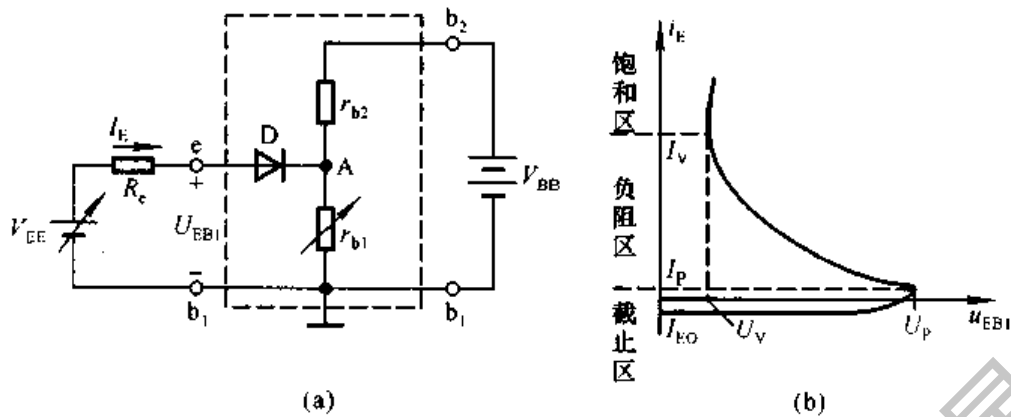 b₂
r_b2
I_E
D
e
A
R_e
+
V_BB
V_EE
U_EB1
r_b1
−
b₁
b₁
(a)
i_E
饱和区
I_V
负阻区
I_P
截止区
I_EO
U_V
U_P
u_EB1
(b)